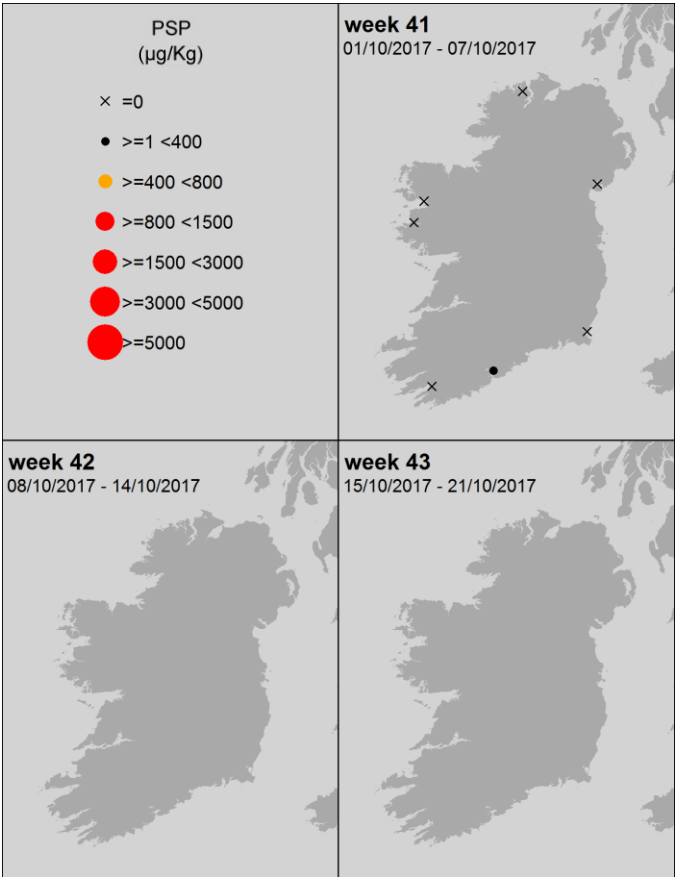 PSP
(µg/Kg)
=0
>=1 <400
>=400 <800
>=800 <1500
>=1500 <3000
>=3000 <5000
>=5000
week 41
01/10/2017 - 07/10/2017
week 42
08/10/2017 - 14/10/2017
week 43
15/10/2017 - 21/10/2017